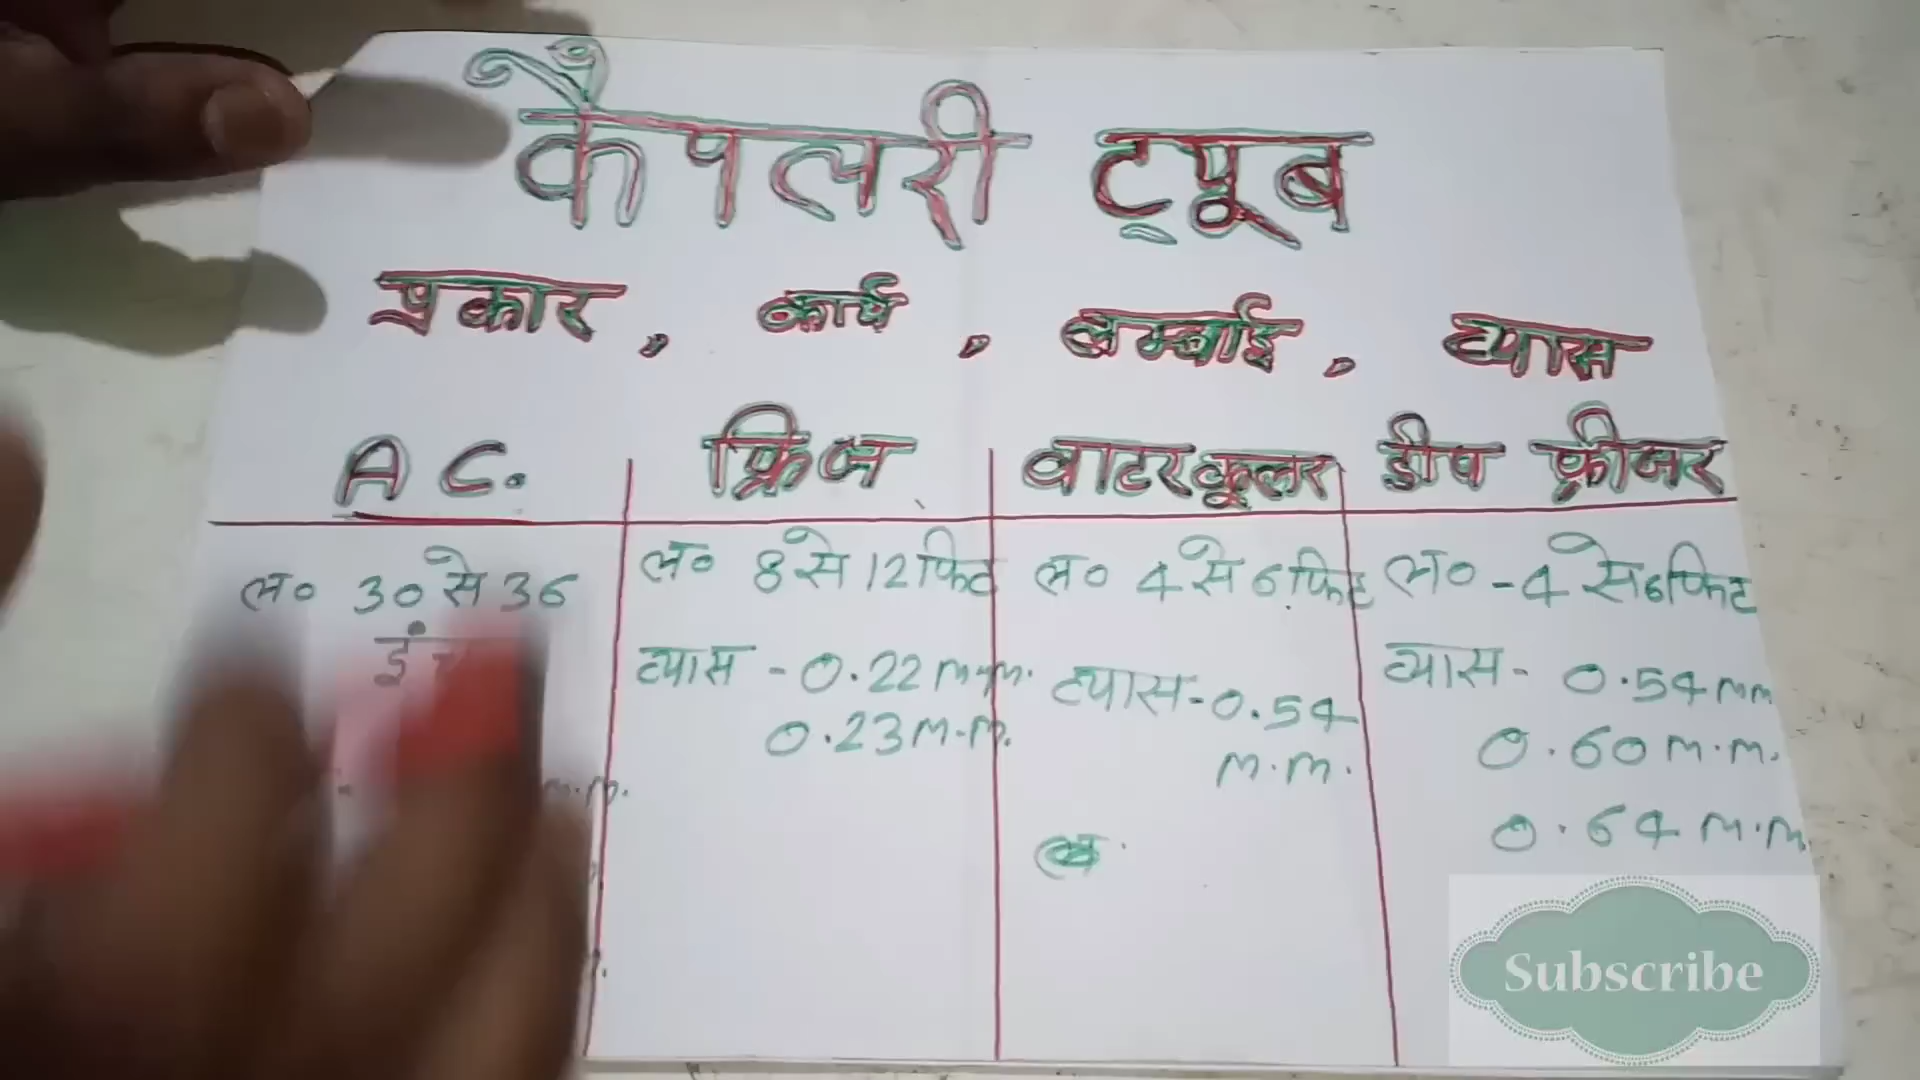 कैपलरी ट्यूब
प्रकार, कार्य, लम्बाई, व्यास
A C. फ्रिज वाटरकूलर डीप फ्रीजर
ल० 30 से 36
ल० 8 से 12 फिट
व्यास - 0.22 m.m.
0.23 m.m.
ल० 4 से 6 फिट
व्यास - 0.54
m.m.
ल० - 4 से 6 फिट
व्यास - 0.54 mm
0.60 m.m.
0.64 m.m.
Subscribe